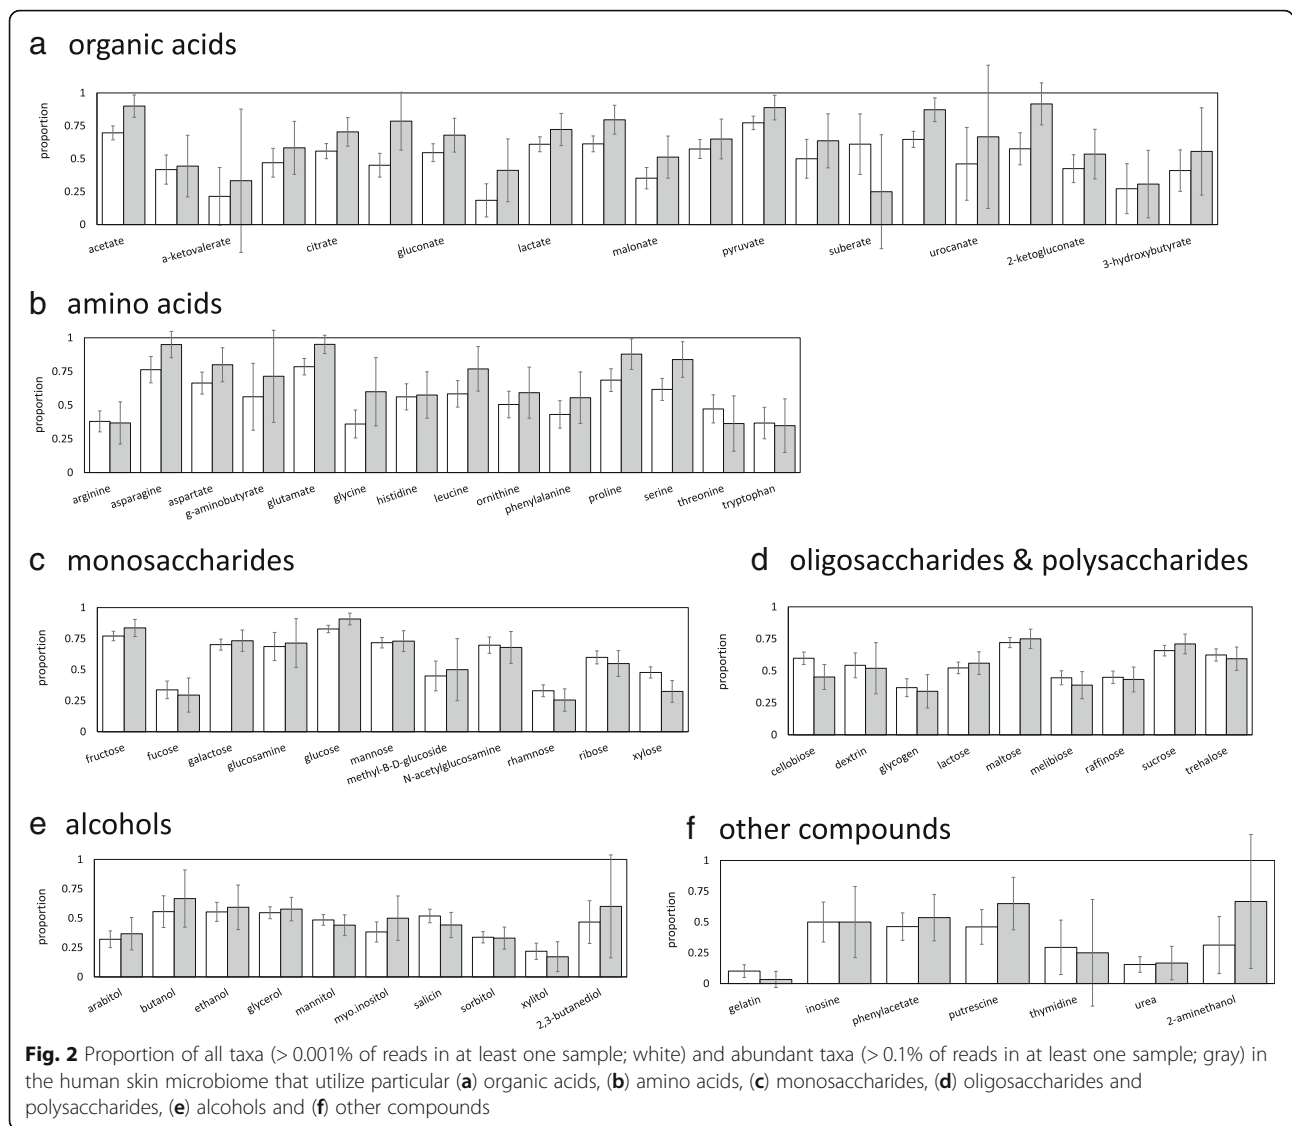 a organic acids
proportion
1
0.75
0.5
0.25
0
acetate a-ketovalerate citrate gluconate lactate malonate pyruvate suberate urocanate 2-ketogluconate 3-hydroxybutyrate
b amino acids
proportion
1
0.75
0.5
0.25
0
arginine asparagine aspartate g-aminobutyrate glutamate glycine histidine leucine ornithine phenylalanine proline serine threonine tryptophan
c monosaccharides
proportion
1
0.75
0.5
0.25
0
fructose fucose galactose glucosamine glucose mannose methyl-B-D-glucoside N-acetylglucosamine rhamnose ribose xylose
d oligosaccharides & polysaccharides
proportion
1
0.75
0.5
0.25
0
cellobiose dextrin glycogen lactose maltose melibiose raffinose sucrose trehalose
e alcohols
proportion
1
0.75
0.5
0.25
0
arabitol butanol ethanol glycerol mannitol myo.inositol salicin sorbitol xylitol 2,3-butanediol
f other compounds
proportion
1
0.75
0.5
0.25
0
gelatin inosine phenylacetate putrescine thymidine urea 2-aminethanol
Fig. 2 Proportion of all taxa (> 0.001% of reads in at least one sample; white) and abundant taxa (> 0.1% of reads in at least one sample; gray) in
the human skin microbiome that utilize particular (a) organic acids, (b) amino acids, (c) monosaccharides, (d) oligosaccharides and
polysaccharides, (e) alcohols and (f) other compounds